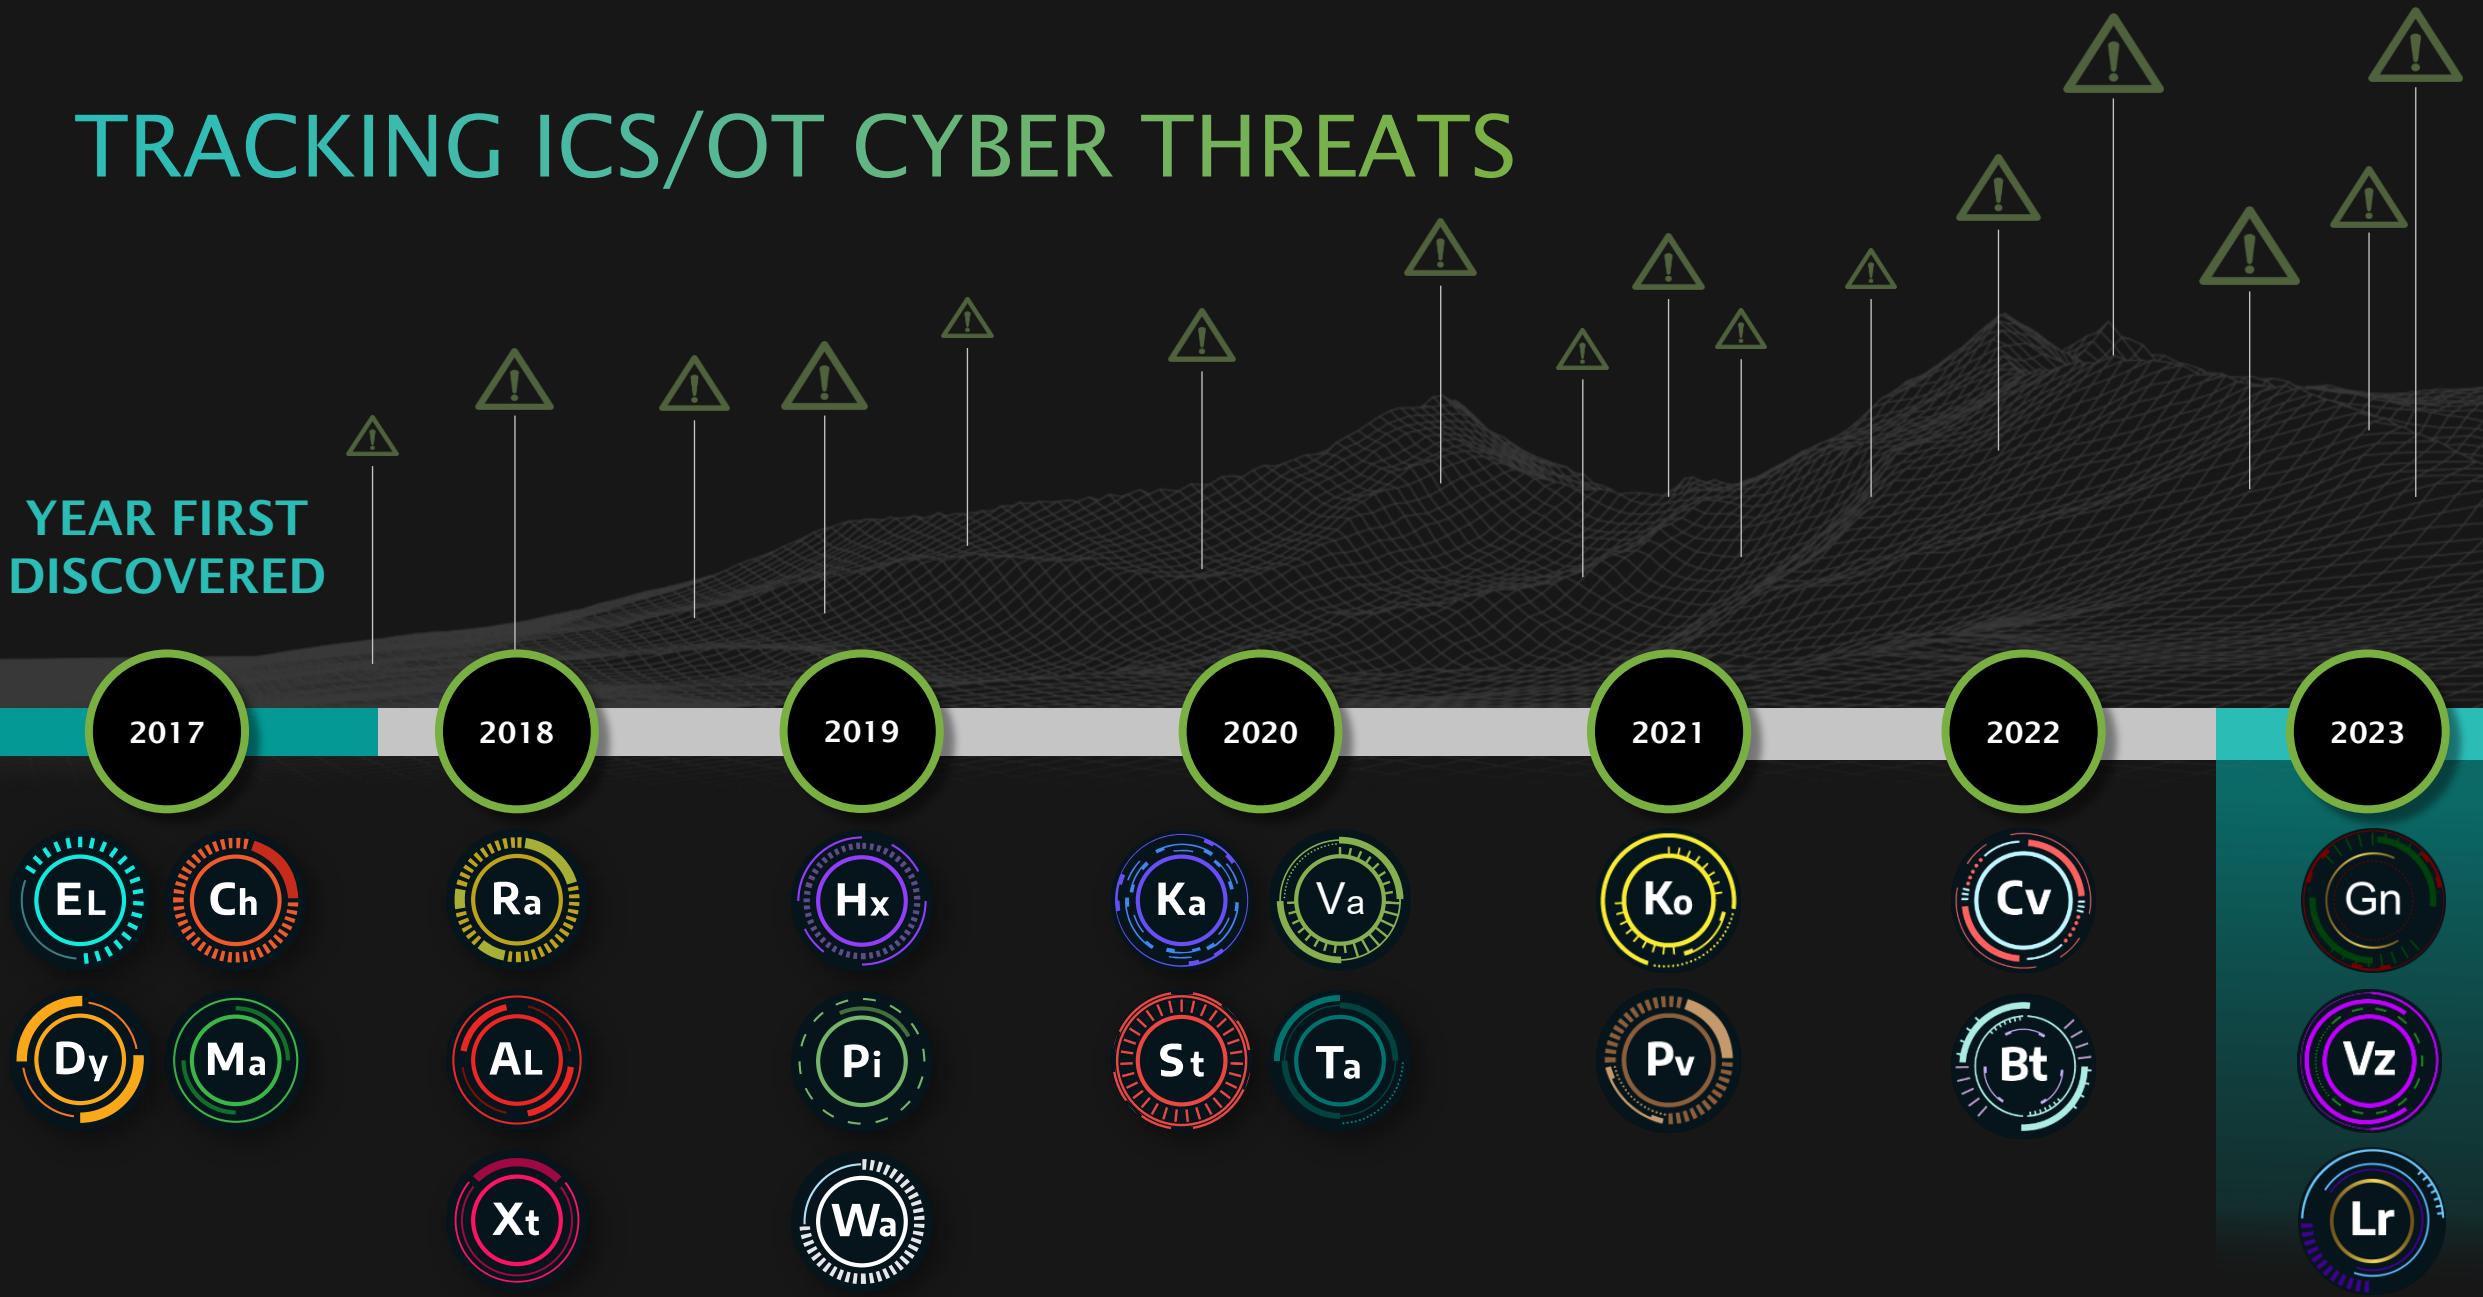 TRACKING ICS/OT CYBER THREATS
YEAR FIRST
DISCOVERED
2017
2018
2019
2020
2021
2022
2023
EL
Ch
Ra
Hx
Ka
Va
Ko
Cv
Gn
Dy
Ma
AL
Pi
St
Ta
Pv
Bt
Vz
Xt
Wa
Lr